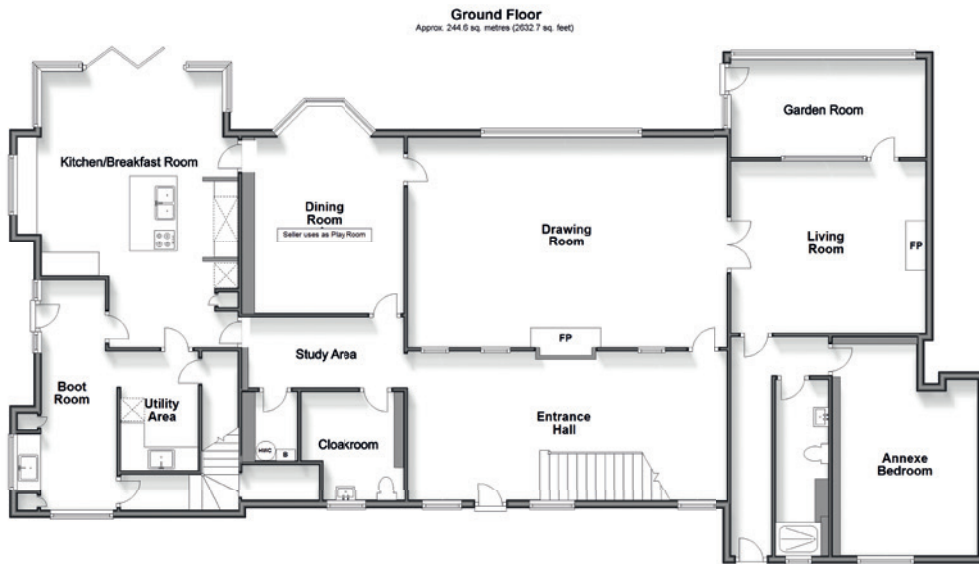 Ground Floor
Approx. 244.6 sq. metres (2632.7 sq. feet)
Garden Room
Kitchen/Breakfast Room
Dining
Room
Seller uses as Play Room
Drawing
Room
Living
Room
FP
FP
Study Area
Boot
Room
Utility
Area
Cloakroom
HWC
B
Entrance
Hall
Annexe
Bedroom